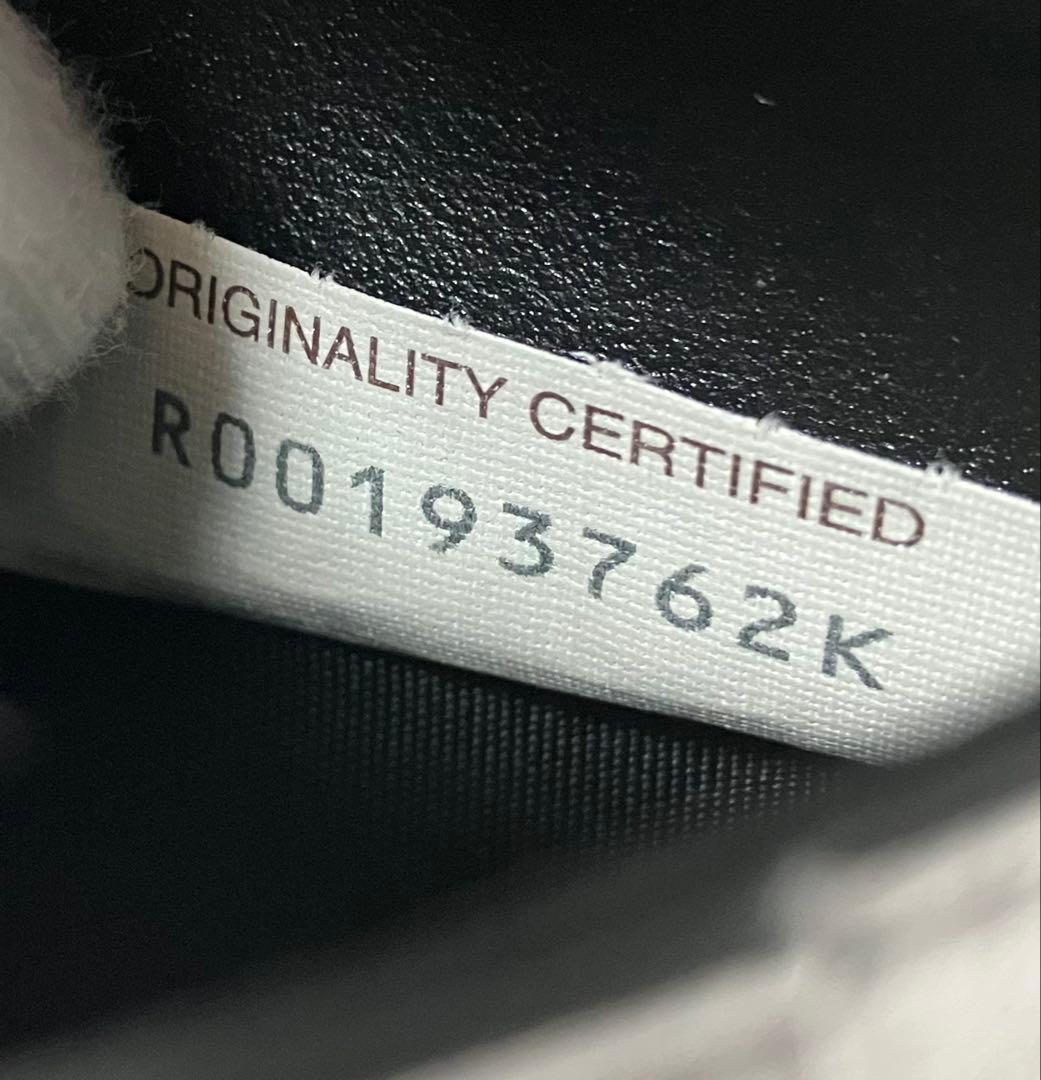 ORIGINALITY CERTIFIED
R00193762K